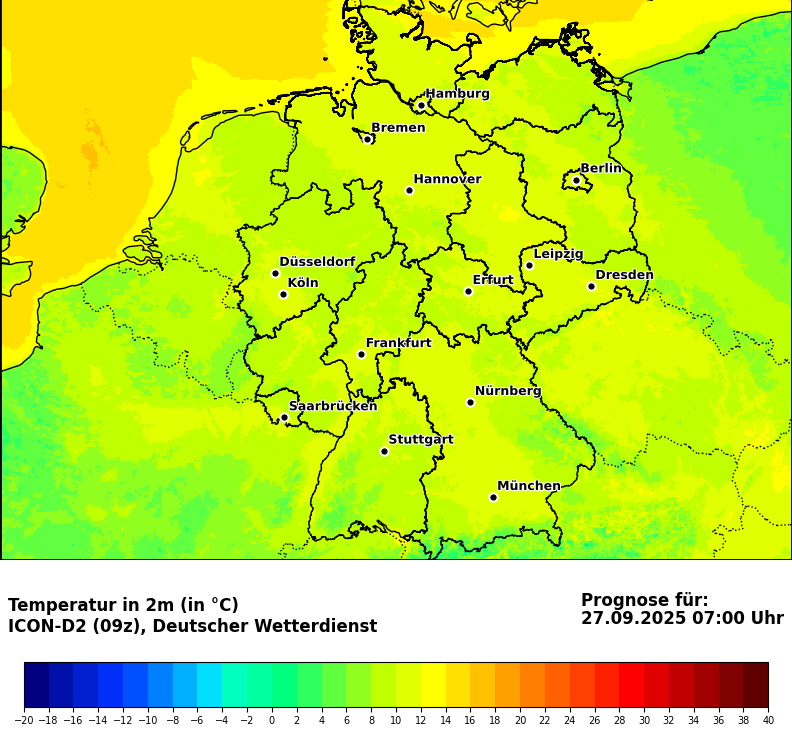 Hamburg
Bremen
Berlin
Hannover
Leipzig
Düsseldorf
Dresden
Köln
Erfurt
Frankfurt
Nürnberg
Saarbrücken
Stuttgart
München
Temperatur in 2m (in °C)
ICON-D2 (09z), Deutscher Wetterdienst
Prognose für:
27.09.2025 07:00 Uhr
−20 −18 −16 −14 −12 −10 −8 −6 −4 −2 0 2 4 6 8 10 12 14 16 18 20 22 24 26 28 30 32 34 36 38 40